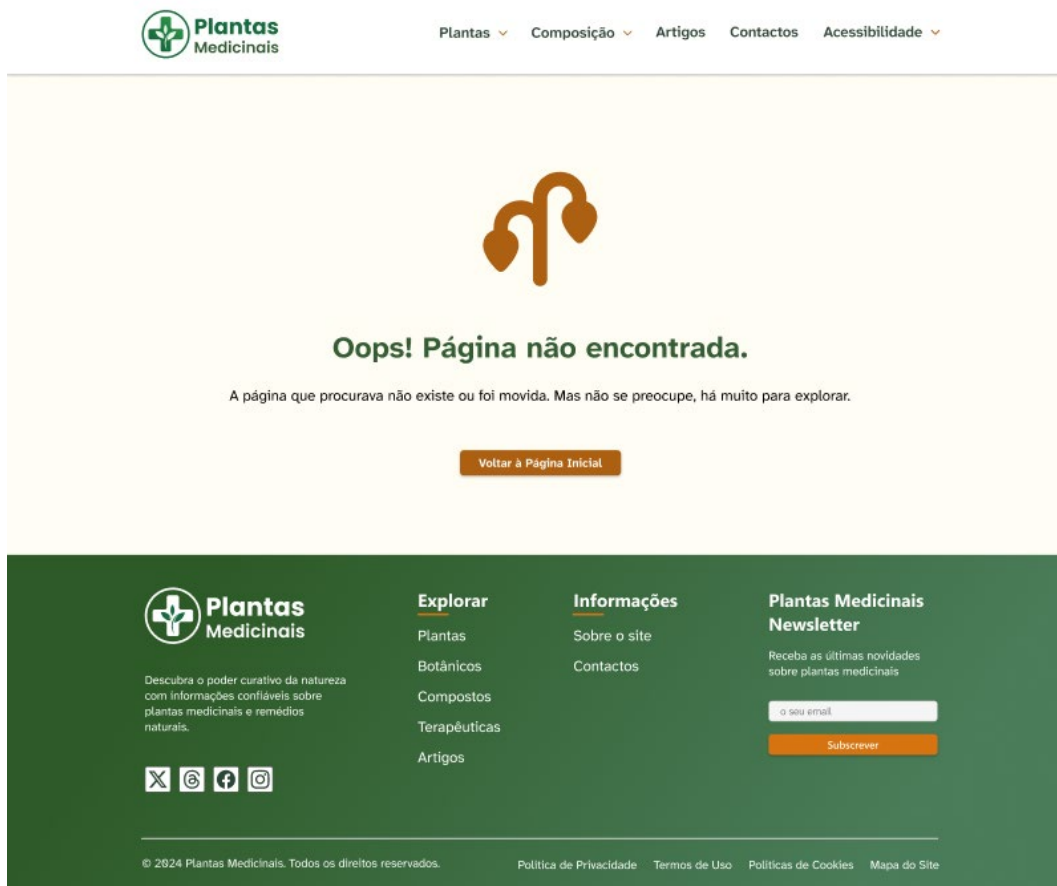 Plantas
Medicinais
Plantas
Composição
Artigos
Contactos
Acessibilidade
Oops! Página não encontrada.
A página que procurava não existe ou foi movida. Mas não se preocupe, há muito para explorar.
Voltar à Página Inicial
Plantas
Medicinais
Descubra o poder curativo da natureza
com informações confiáveis sobre
plantas medicinais e remédios
naturais.
Explorar
Plantas
Botânicos
Compostos
Terapêuticas
Artigos
Informações
Sobre o site
Contactos
Plantas Medicinais
Newsletter
Receba as últimas novidades
sobre plantas medicinais
o seu email
Subscrever
© 2024 Plantas Medicinais. Todos os direitos reservados.
Politica de Privacidade
Termos de Uso
Políticas de Cookies
Mapa do Site